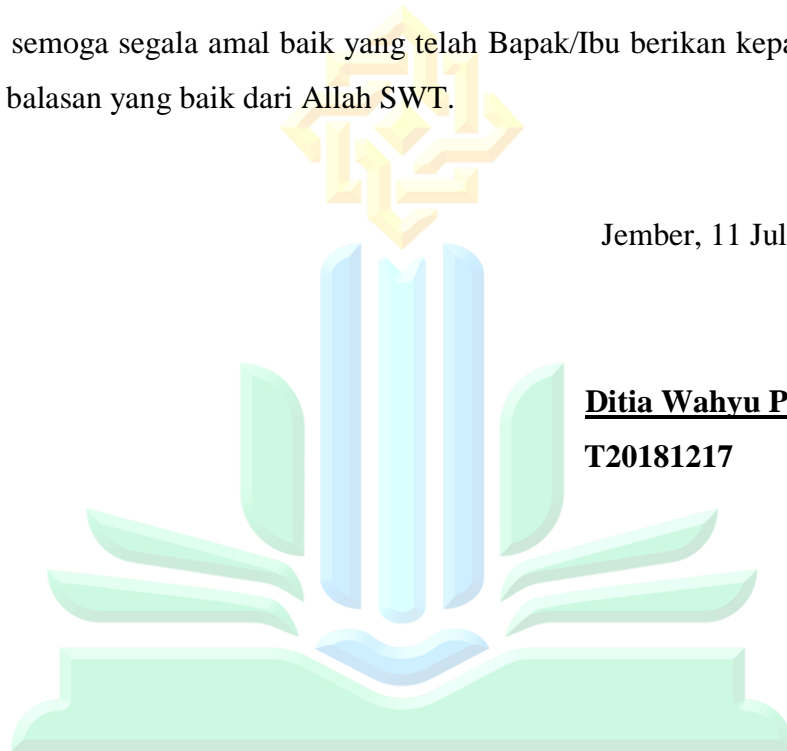 semoga segala amal baik yang telah Bapak/Ibu berikan kepa
balasan yang baik dari Allah SWT.
Jember, 11 Jul
Ditia Wahyu P
T20181217